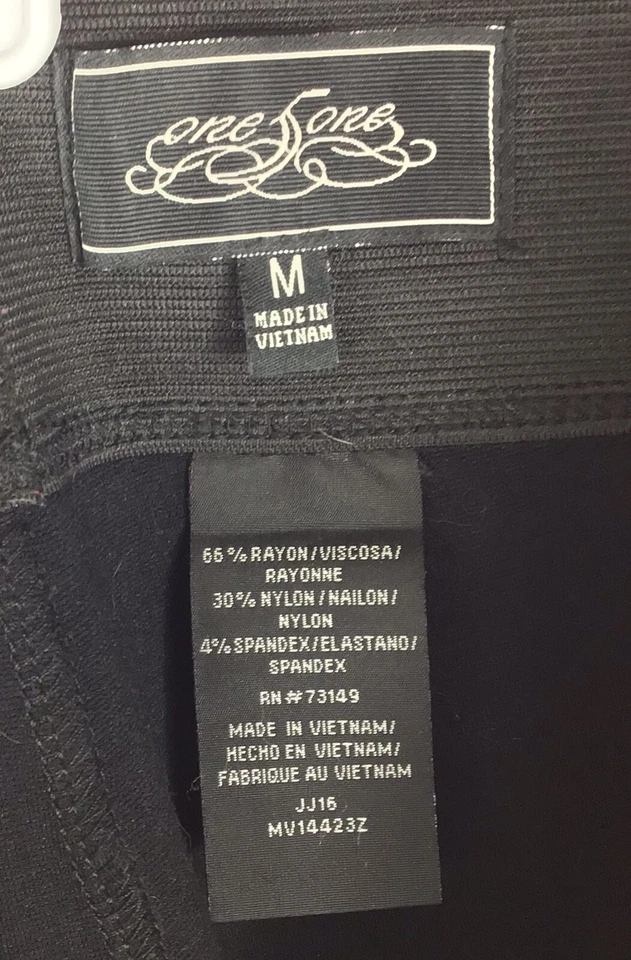 one 5 one
M
MADE IN
VIETNAM
66% RAYON/VISCOSA/
RAYONNE
30% NYLON/NAILON/
NYLON
4% SPANDEX/ELASTANO/
SPANDEX
RN#73149
MADE IN VIETNAM/
HECHO EN VIETNAM/
FABRIQUE AU VIETNAM
JJ16
MV14423Z